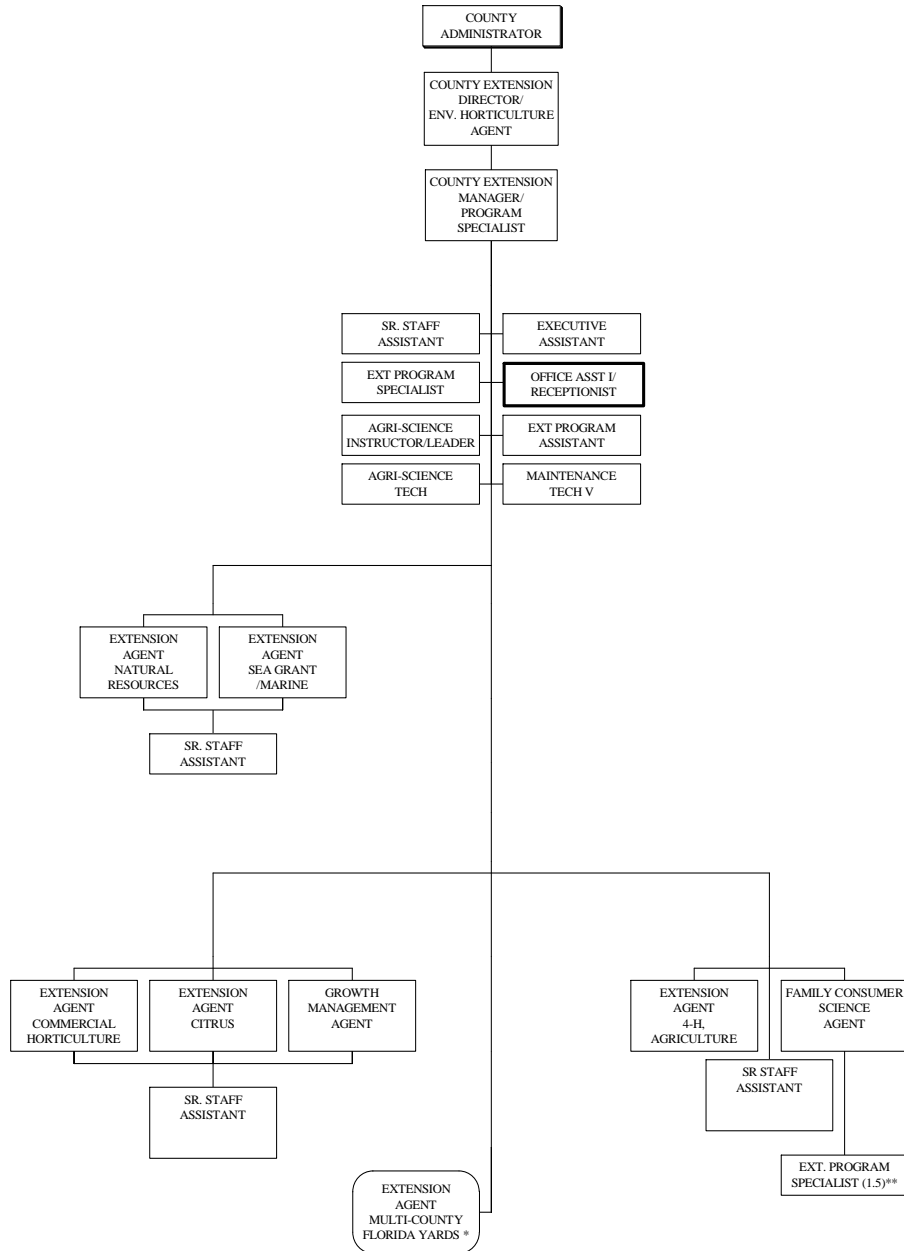 COUNTY
ADMINISTRATOR
COUNTY EXTENSION
DIRECTOR/
ENV. HORTICULTURE
AGENT
COUNTY EXTENSION
MANAGER/
PROGRAM
SPECIALIST
SR. STAFF
ASSISTANT
EXECUTIVE
ASSISTANT
EXT PROGRAM
SPECIALIST
OFFICE ASST I/
RECEPTIONIST
AGRI-SCIENCE
INSTRUCTOR/LEADER
EXT PROGRAM
ASSISTANT
AGRI-SCIENCE
TECH
MAINTENANCE
TECH V
EXTENSION
AGENT
NATURAL
RESOURCES
EXTENSION
AGENT
SEA GRANT
/MARINE
SR. STAFF
ASSISTANT
EXTENSION
AGENT
COMMERCIAL
HORTICULTURE
EXTENSION
AGENT
CITRUS
GROWTH
MANAGEMENT
AGENT
SR. STAFF
ASSISTANT
EXTENSION
AGENT
4-H,
AGRICULTURE
FAMILY CONSUMER
SCIENCE
AGENT
SR STAFF
ASSISTANT
EXT. PROGRAM
SPECIALIST (1.5)**
EXTENSION
AGENT
MULTI-COUNTY
FLORIDA YARDS *